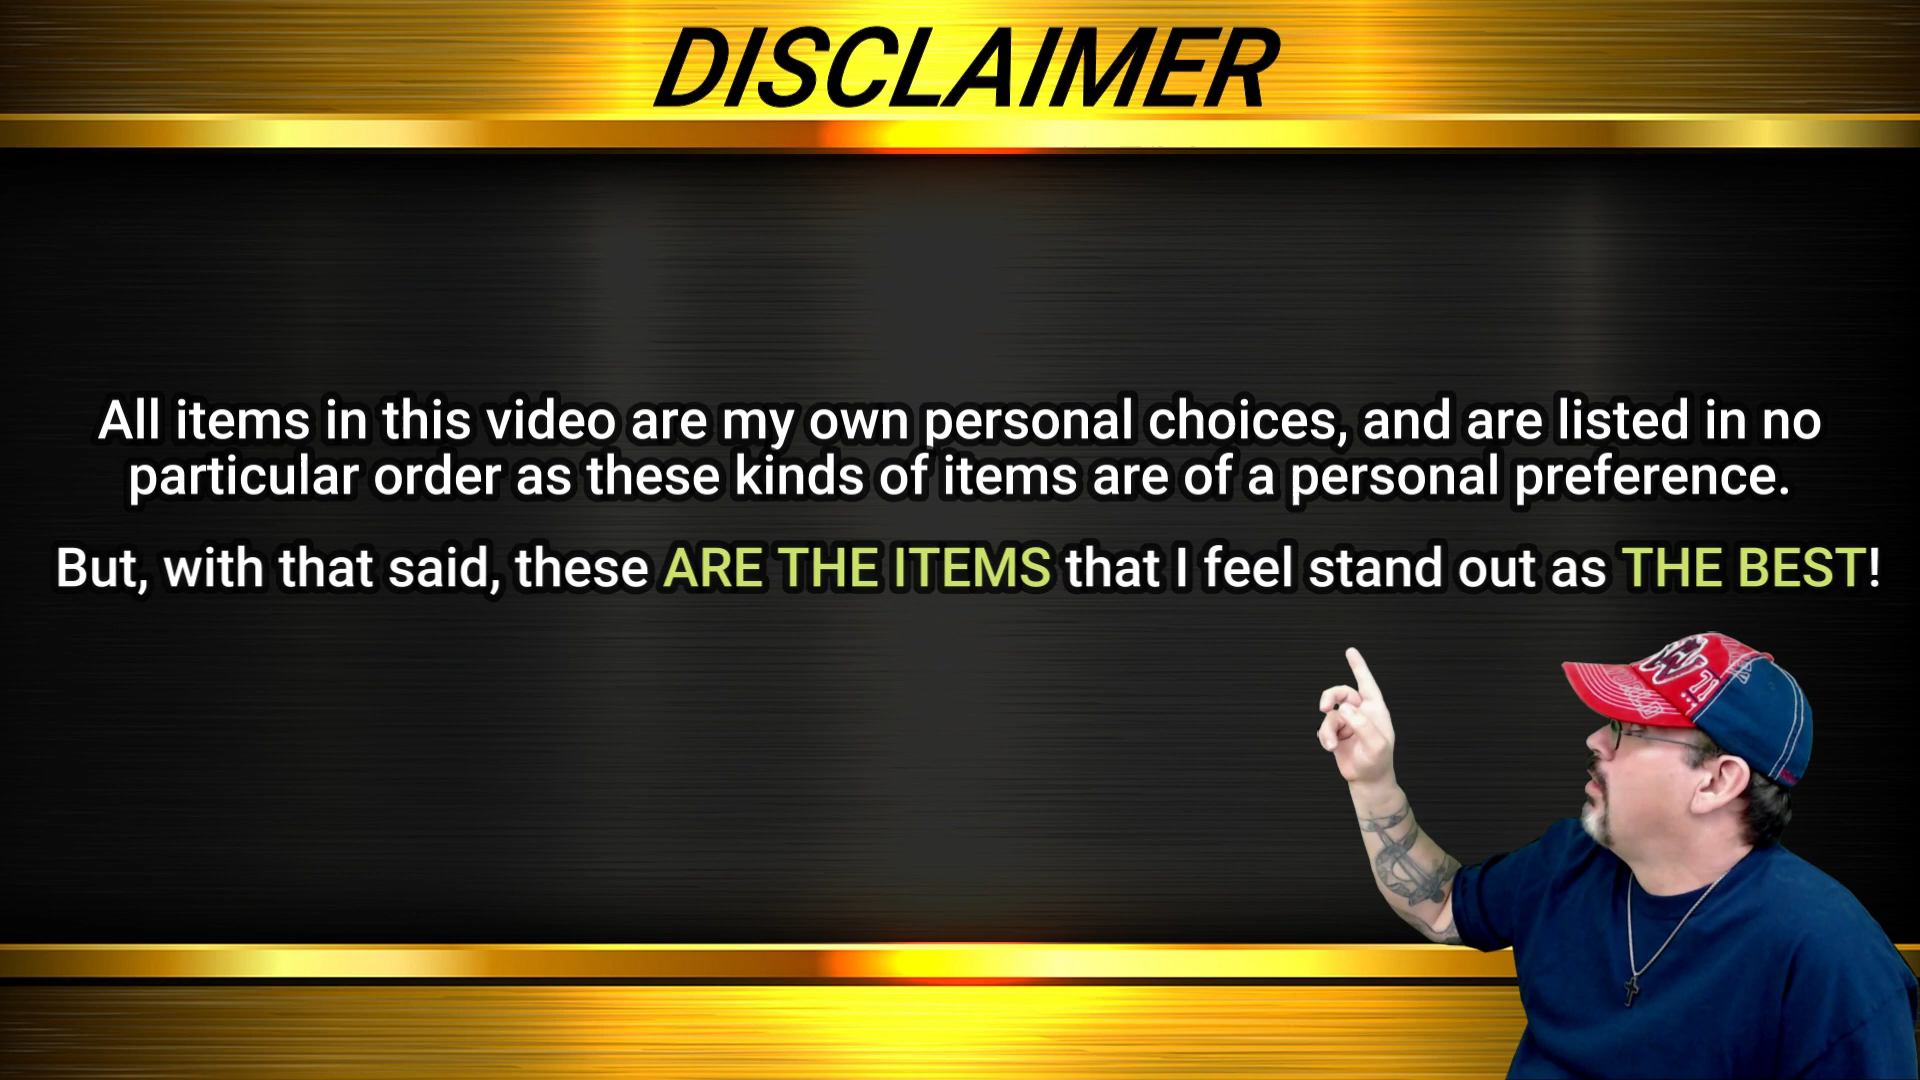 DISCLAIMER
All items in this video are my own personal choices, and are listed in no
particular order as these kinds of items are of a personal preference.
But, with that said, these ARE THE ITEMS that I feel stand out as THE BEST!
71